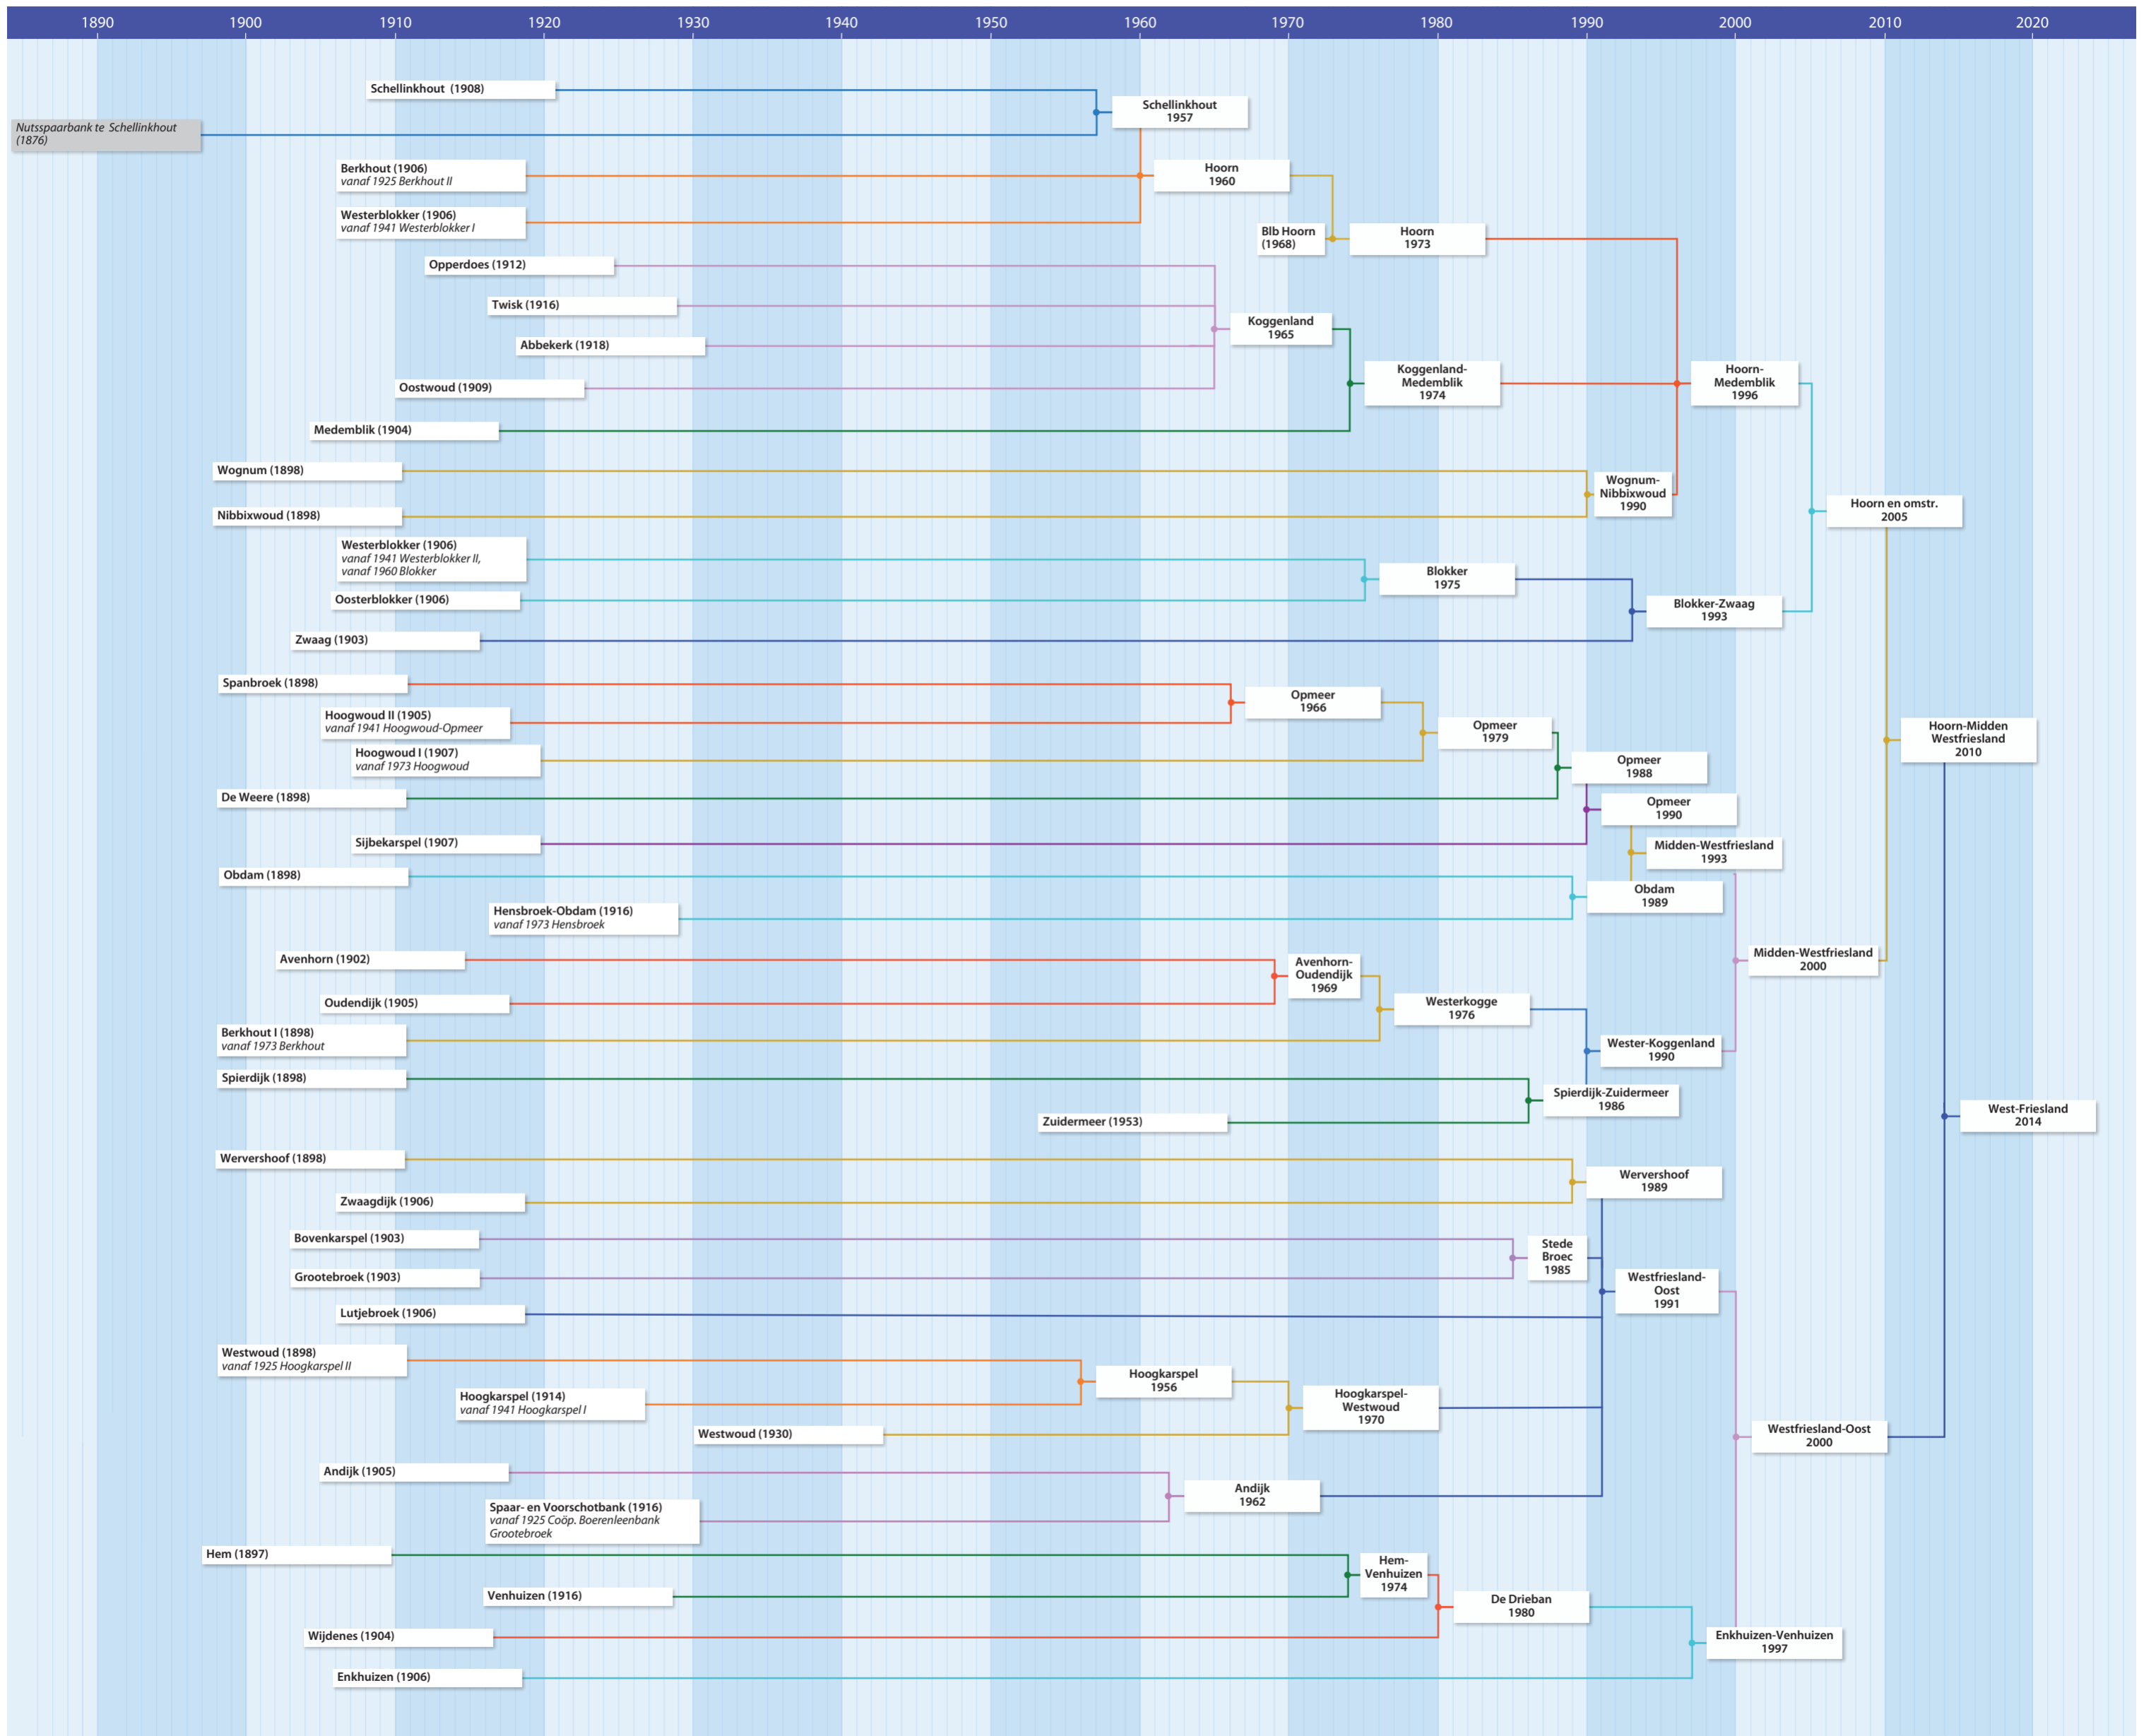 1890 1900 1910 1920 1930 1940 1950 1960 1970 1980 1990 2000 2010 2020
Schellinkhout (1908)
Schellinkhout
1957
Nutsspaarbank te Schellinkhout
(1876)
Berkhout (1906)
vanaf 1925 Berkhout II
Hoorn
1960
Westerblokker (1906)
vanaf 1941 Westerblokker I
Blb Hoorn
(1968)
Hoorn
1973
Opperdoes (1912)
Twisk (1916)
Koggenland
1965
Abbekerk (1918)
Koggenland-
Medemblik
1974
Hoorn-
Medemblik
1996
Oostwoud (1909)
Medemblik (1904)
Wognum (1898)
Wognum-
Nibbixwoud
1990
Hoorn en omstr.
2005
Nibbixwoud (1898)
Westerblokker (1906)
vanaf 1941 Westerblokker II,
vanaf 1960 Blokker
Blokker
1975
Oosterblokker (1906)
Blokker-Zwaag
1993
Zwaag (1903)
Spanbroek (1898)
Opmeer
1966
Hoogwoud II (1905)
vanaf 1941 Hoogwoud-Opmeer
Opmeer
1979
Hoorn-Midden
Westfriesland
2010
Hoogwoud I (1907)
vanaf 1973 Hoogwoud
Opmeer
1988
De Weere (1898)
Opmeer
1990
Sijbekarspel (1907)
Midden-Westfriesland
1993
Obdam (1898)
Obdam
1989
Hensbroek-Obdam (1916)
vanaf 1973 Hensbroek
Avenhorn (1902)
Avenhorn-
Oudendijk
1969
Midden-Westfriesland
2000
Oudendijk (1905)
Westerkogge
1976
Berkhout I (1898)
vanaf 1973 Berkhout
Wester-Koggenland
1990
Spierdijk (1898)
Spierdijk-Zuidermeer
1986
Zuidermeer (1953)
West-Friesland
2014
Wervershoof (1898)
Wervershoof
1989
Zwaagdijk (1906)
Bovenkarspel (1903)
Stede
Broec
1985
Grootebroek (1903)
Westfriesland-
Oost
1991
Lutjebroek (1906)
Westwoud (1898)
vanaf 1925 Hoogkarspel II
Hoogkarspel
1956
Hoogkarspel (1914)
vanaf 1941 Hoogkarspel I
Hoogkarspel-
Westwoud
1970
Westwoud (1930)
Westfriesland-Oost
2000
Andijk (1905)
Andijk
1962
Spaar- en Voorschotbank (1916)
vanaf 1925 Coöp. Boerenleenbank
Grootebroek
Hem (1897)
Hem-
Venhuizen
1974
Venhuizen (1916)
De Drieban
1980
Wijdenes (1904)
Enkhuizen-Venhuizen
1997
Enkhuizen (1906)